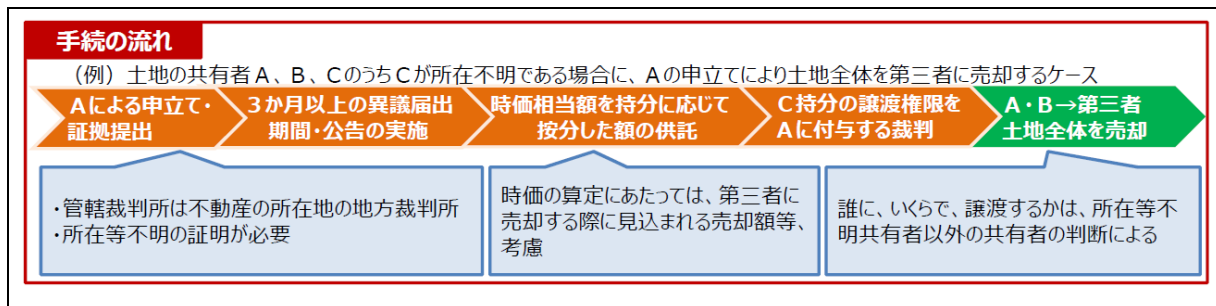 手続の流れ
（例）土地の共有者A、B、CのうちCが所在不明である場合に、Aの申立てにより土地全体を第三者に売却するケース
Aによる申立て・
証拠提出
３か月以上の異議届出
期間・公告の実施
時価相当額を持分に応じて
按分した額の供託
C持分の譲渡権限を
Aに付与する裁判
A・B→第三者
土地全体を売却
・管轄裁判所は不動産の所在地の地方裁判所
・所在等不明の証明が必要
時価の算定にあたっては、第三者に
売却する際に見込まれる売却額等、
考慮
誰に、いくらで、譲渡するかは、所在等不
明共有者以外の共有者の判断による